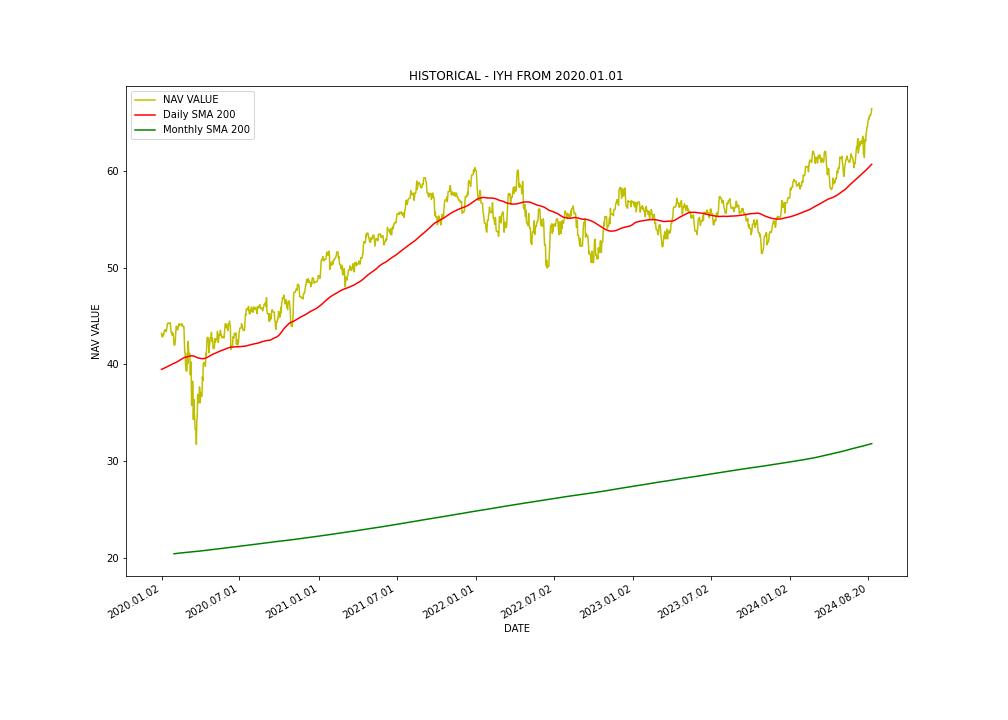 HISTORICAL - IYH FROM 2020.01.01
NAV VALUE
Daily SMA 200
Monthly SMA 200
NAV VALUE
60
50
40
30
20
2020.01.02
2020.07.01
2021.01.01
2021.07.01
2022.01.01
2022.07.02
2023.01.02
2023.07.02
2024.01.02
2024.08.20
DATE